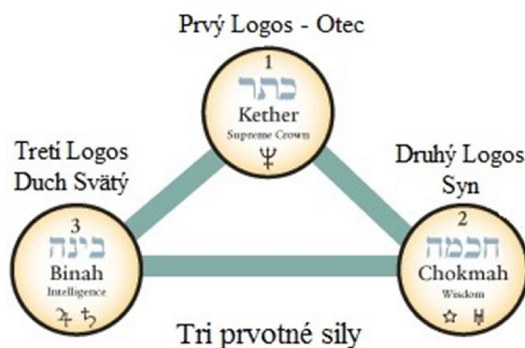 Prvý Logos - Otec
1
כתר
Kether
Supreme Crown
♆
Tretí Logos
Duch Svätý
3
בינה
Binah
Intelligence
♃ ♄
Druhý Logos
Syn
2
חכמה
Chokmah
Wisdom
☆ ♅
Tri prvotné sily